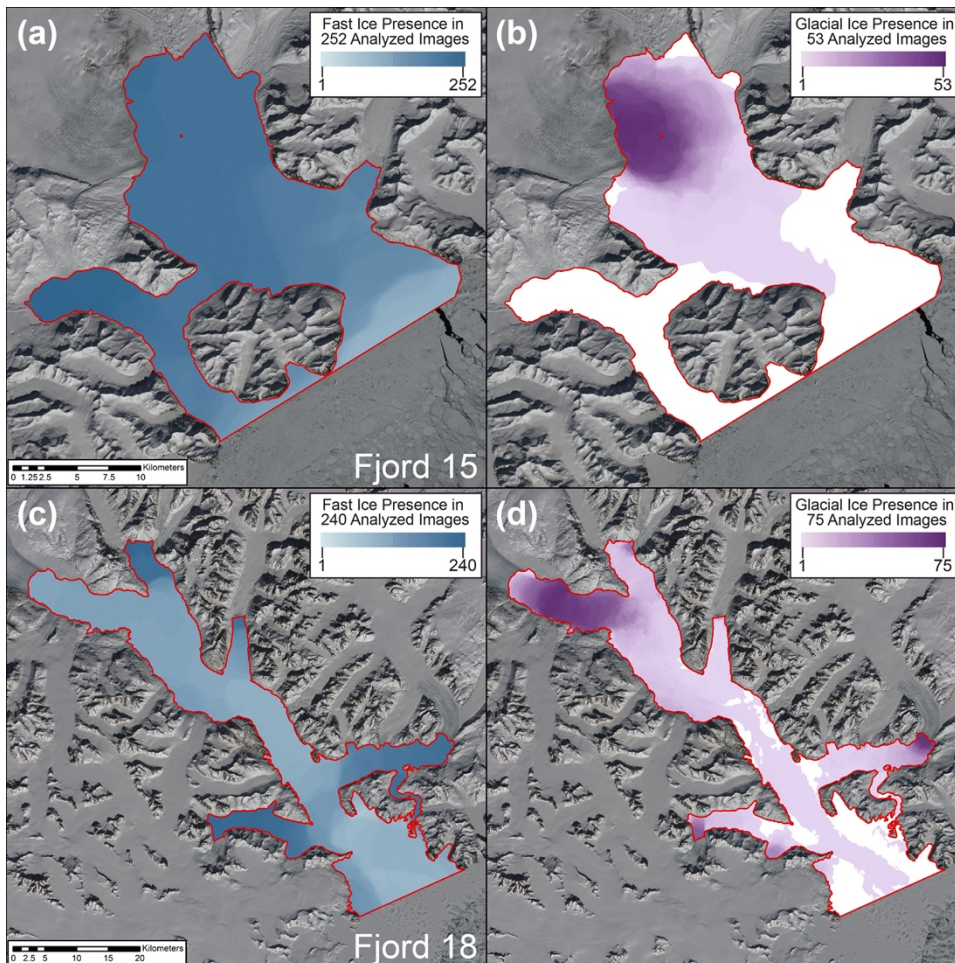 (a)
Fast Ice Presence in
252 Analyzed Images
1 252
0 1.25 2.5 5 7.5 10 Kilometers
Fjord 15
(b)
Glacial Ice Presence in
53 Analyzed Images
1 53
(c)
Fast Ice Presence in
240 Analyzed Images
1 240
0 2.5 5 10 15 20 Kilometers
Fjord 18
(d)
Glacial Ice Presence in
75 Analyzed Images
1 75